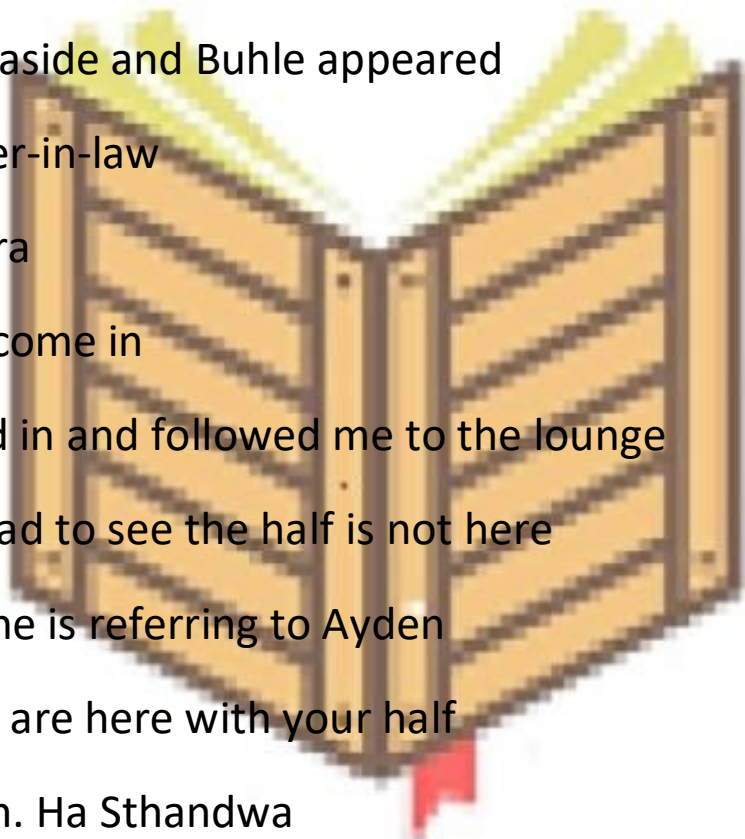 aside and Buhle appeared
er-in-law
ra
come in
in and followed me to the lounge
ad to see the half is not here
is referring to Ayden
are here with your half
Ha Sthandwa